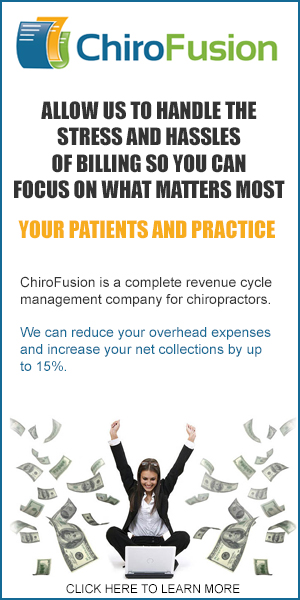 ChiroFusion
ALLOW US TO HANDLE THE
STRESS AND HASSLES
OF BILLING SO YOU CAN
FOCUS ON WHAT MATTERS MOST
YOUR PATIENTS AND PRACTICE
ChiroFusion is a complete revenue cycle
management company for chiropractors.
We can reduce your overhead expenses
and increase your net collections by up
to 15%.
CLICK HERE TO LEARN MORE